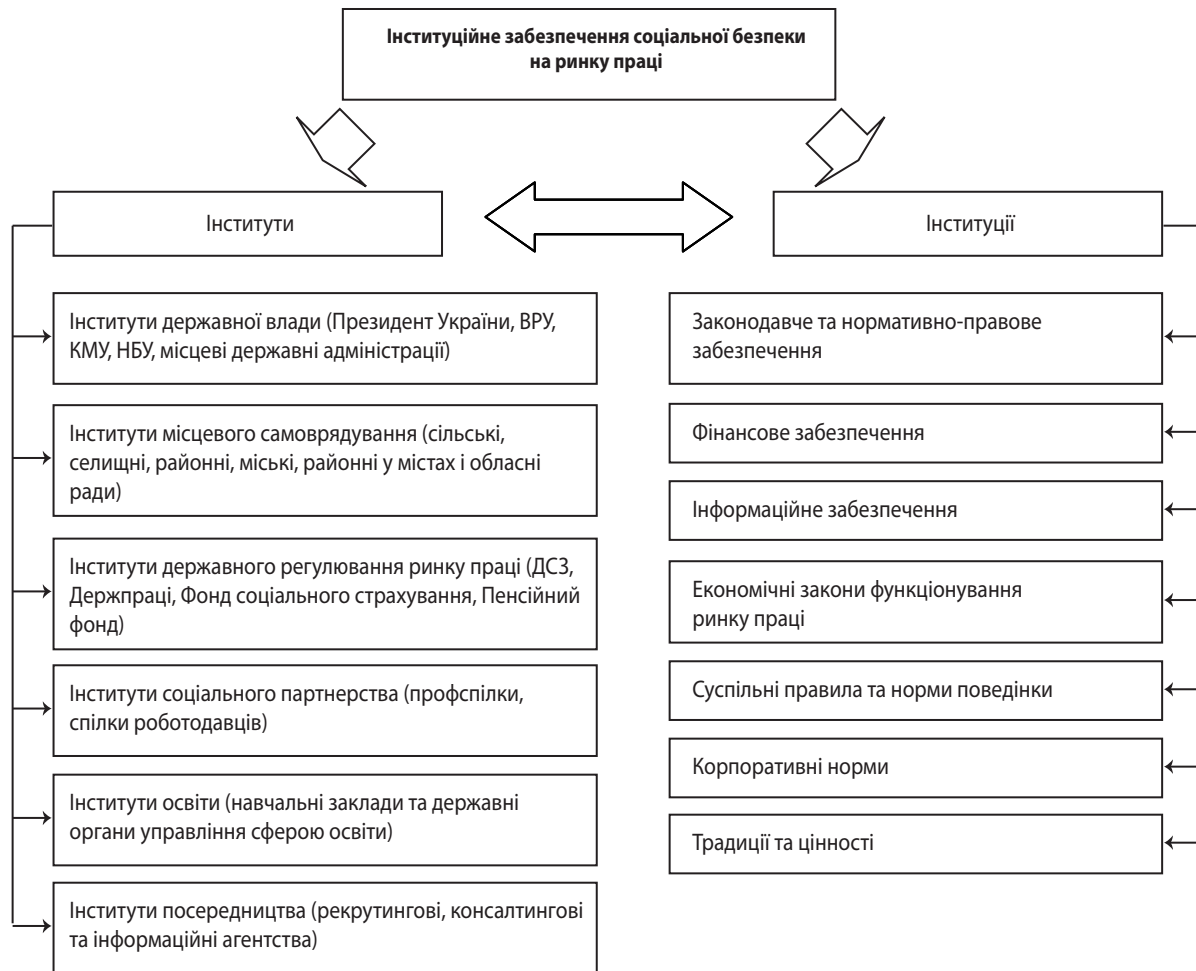 Інституційне забезпечення соціальної безпеки
на ринку праці
Інститути
Інституції
Інститути державної влади (Президент України, ВРУ,
КМУ, НБУ, місцеві державні адміністрації)
Інститути місцевого самоврядування (сільські,
селищні, районні, міські, районні у містах і обласні
ради)
Інститути державного регулювання ринку праці (ДСЗ,
Держпраці, Фонд соціального страхування, Пенсійний
фонд)
Інститути соціального партнерства (профспілки,
спілки роботодавців)
Інститути освіти (навчальні заклади та державні
органи управління сферою освіти)
Інститути посередництва (рекрутингові, консалтингові
та інформаційні агентства)
Законодавче та нормативно-правове
забезпечення
Фінансове забезпечення
Інформаційне забезпечення
Економічні закони функціонування
ринку праці
Суспільні правила та норми поведінки
Корпоративні норми
Традиції та цінності